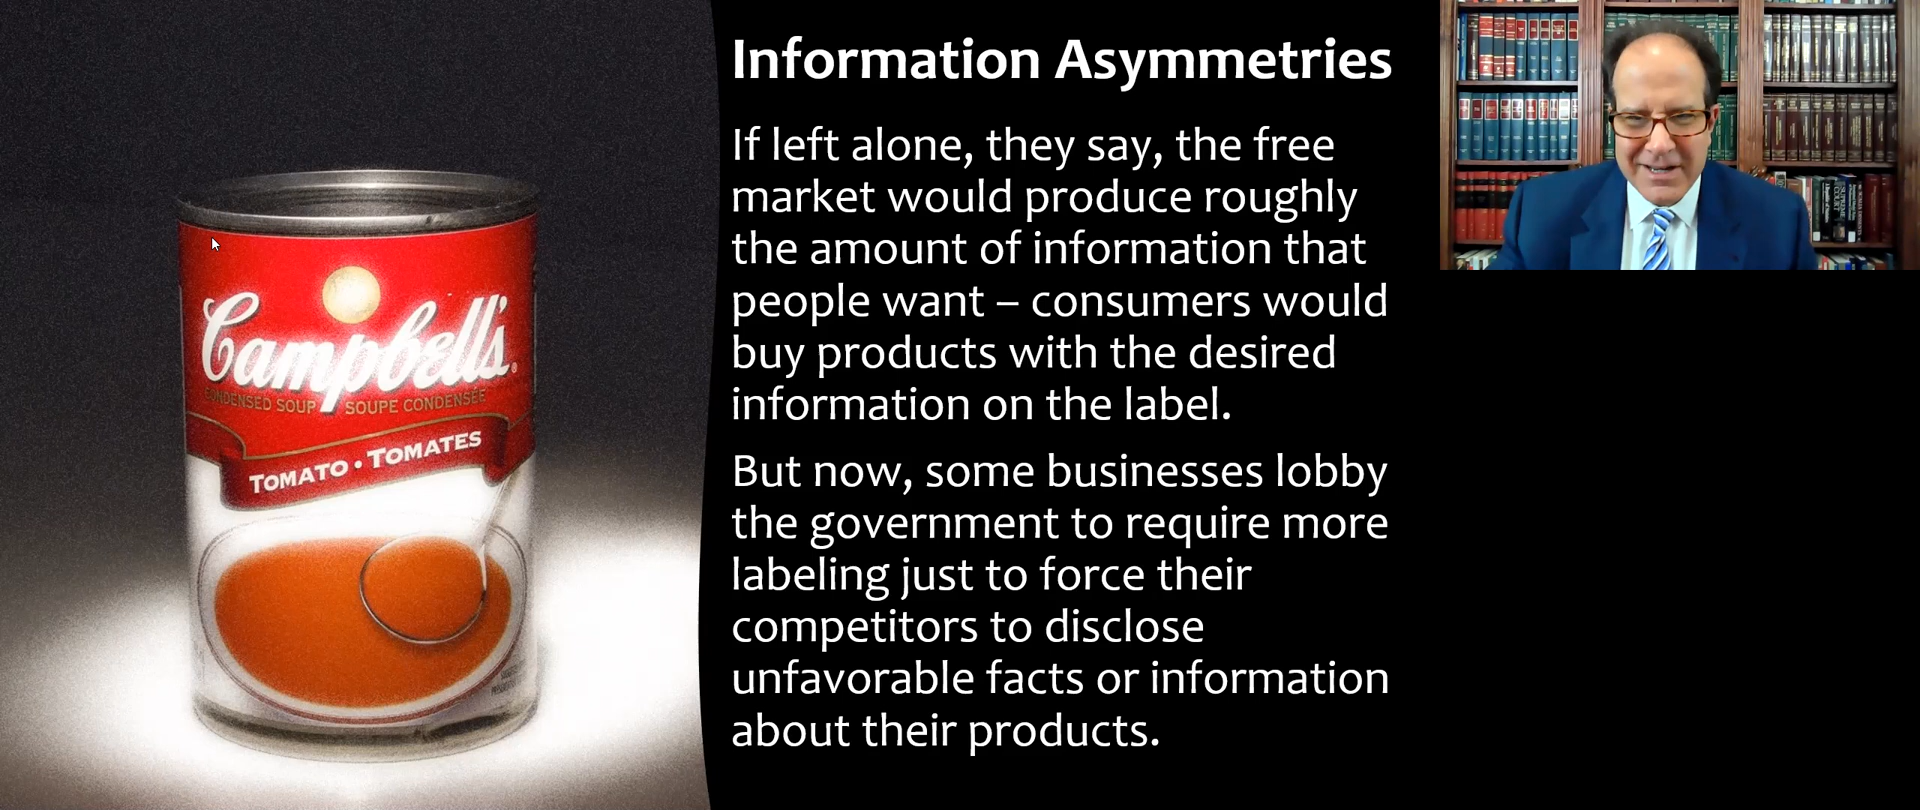 Information Asymmetries
If left alone, they say, the free
market would produce roughly
the amount of information that
people want – consumers would
buy products with the desired
information on the label.
But now, some businesses lobby
the government to require more
labeling just to force their
competitors to disclose
unfavorable facts or information
about their products.
Campbell's®
CONDENSED SOUP SOUPE CONDENSÉE
TOMATO • TOMATES
SUPREME
COURT